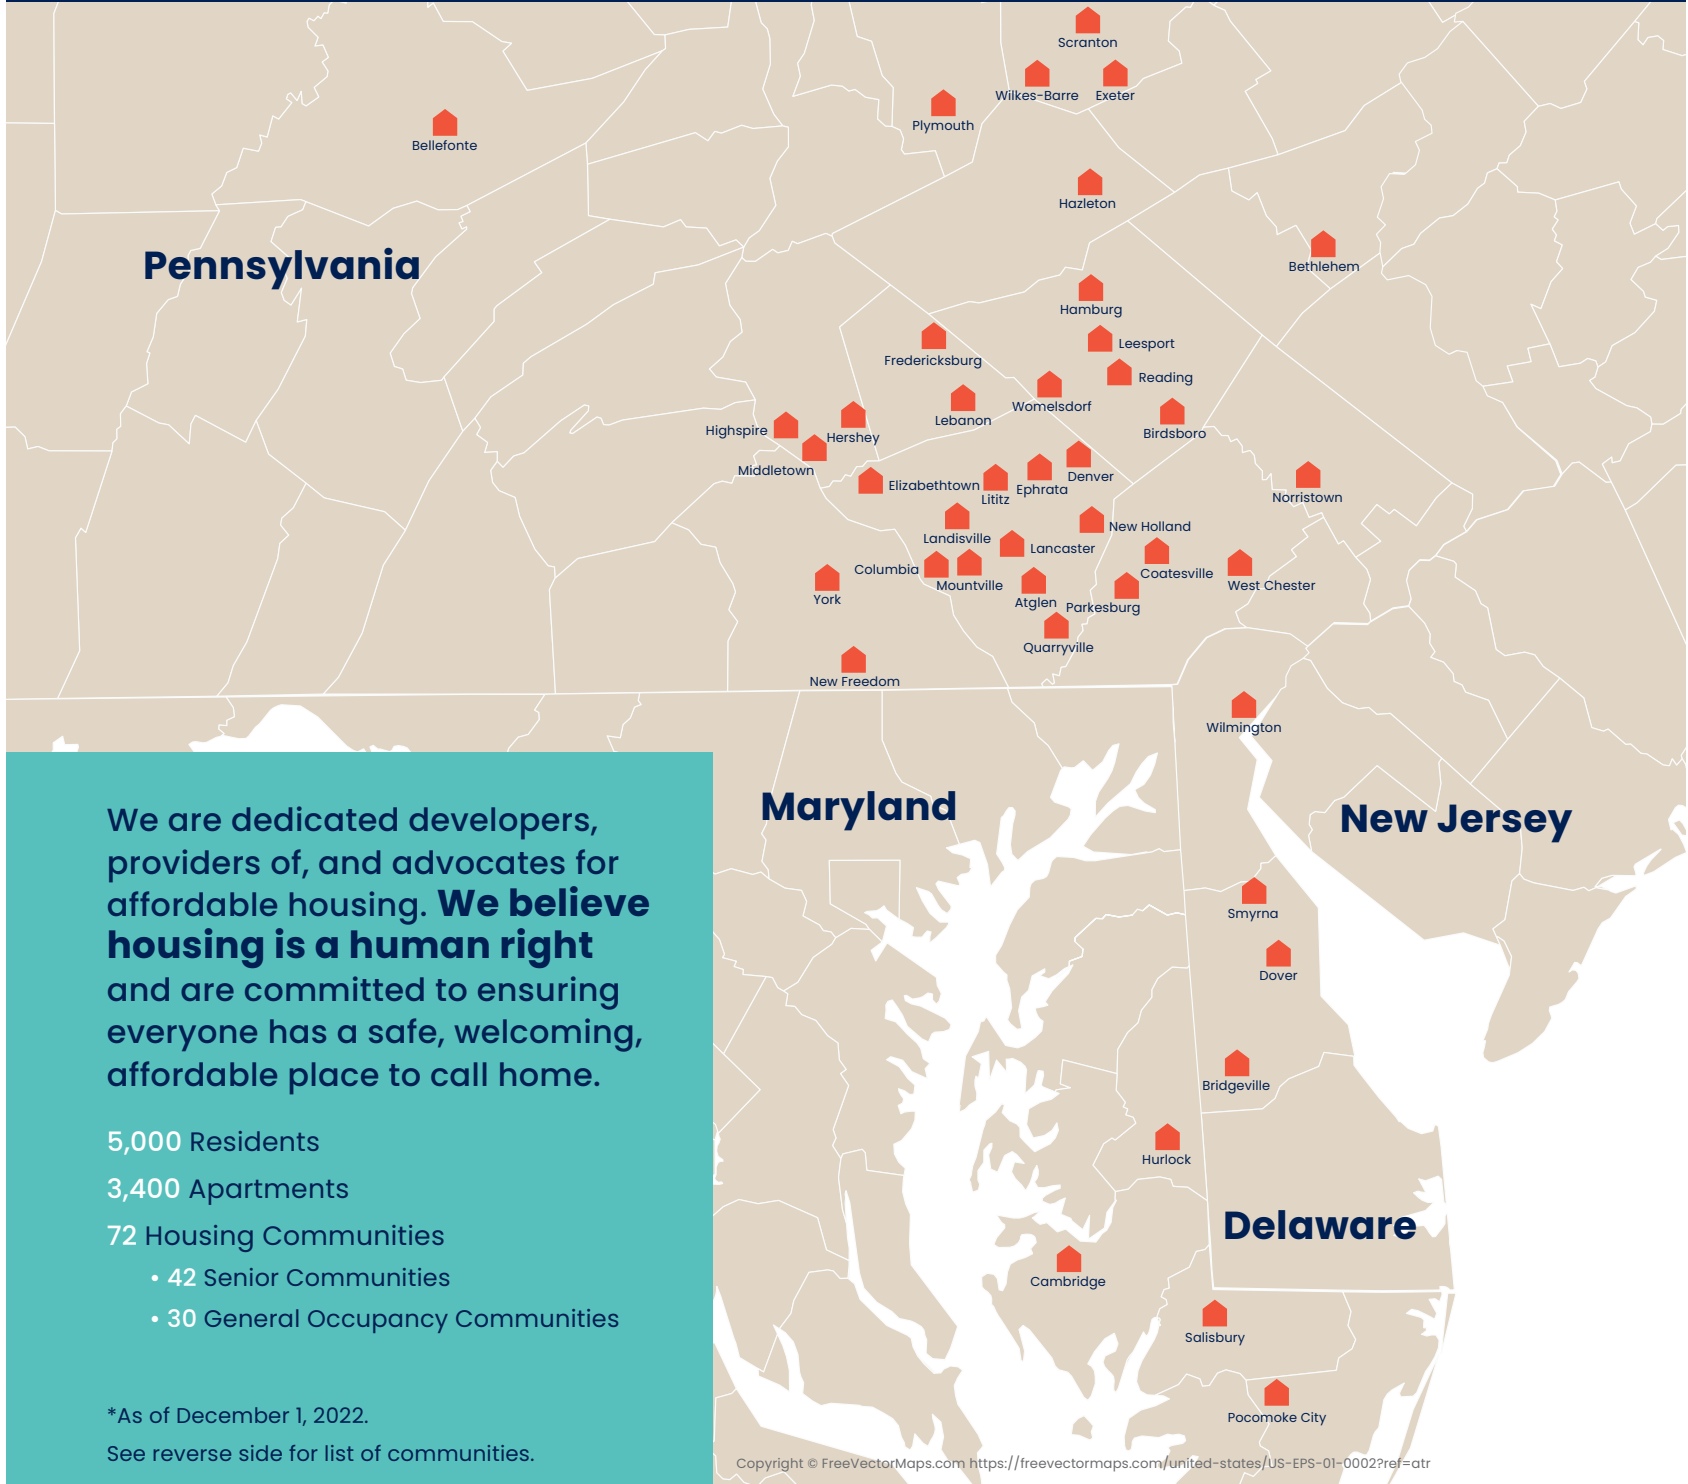 Scranton
Wilkes-Barre
Exeter
Plymouth
Bellefonte
Hazleton
Pennsylvania
Bethlehem
Hamburg
Leesport
Fredericksburg
Reading
Womelsdorf
Lebanon
Highspire
Hershey
Birdsboro
Middletown
Denver
Elizabethtown
Lititz
Ephrata
Norristown
New Holland
Landisville
Lancaster
Columbia
Coatesville
Mountville
West Chester
York
Atglen
Parkesburg
Quarryville
New Freedom
Wilmington
Maryland
New Jersey
Smyrna
Dover
Bridgeville
Hurlock
Delaware
Cambridge
Salisbury
Pocomoke City
We are dedicated developers,
providers of, and advocates for
affordable housing. We believe
housing is a human right
and are committed to ensuring
everyone has a safe, welcoming,
affordable place to call home.
5,000 Residents
3,400 Apartments
72 Housing Communities
• 42 Senior Communities
• 30 General Occupancy Communities
*As of December 1, 2022.
See reverse side for list of communities.
Copyright © FreeVectorMaps.com https://freevectormaps.com/united-states/US-EPS-01-0002?ref=atr